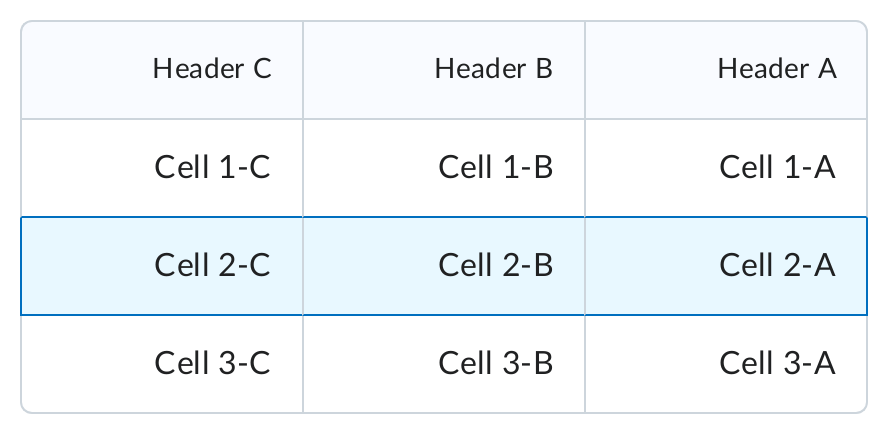 Header C Header B Header A
Cell 1-C Cell 1-B Cell 1-A
Cell 2-C Cell 2-B Cell 2-A
Cell 3-C Cell 3-B Cell 3-A